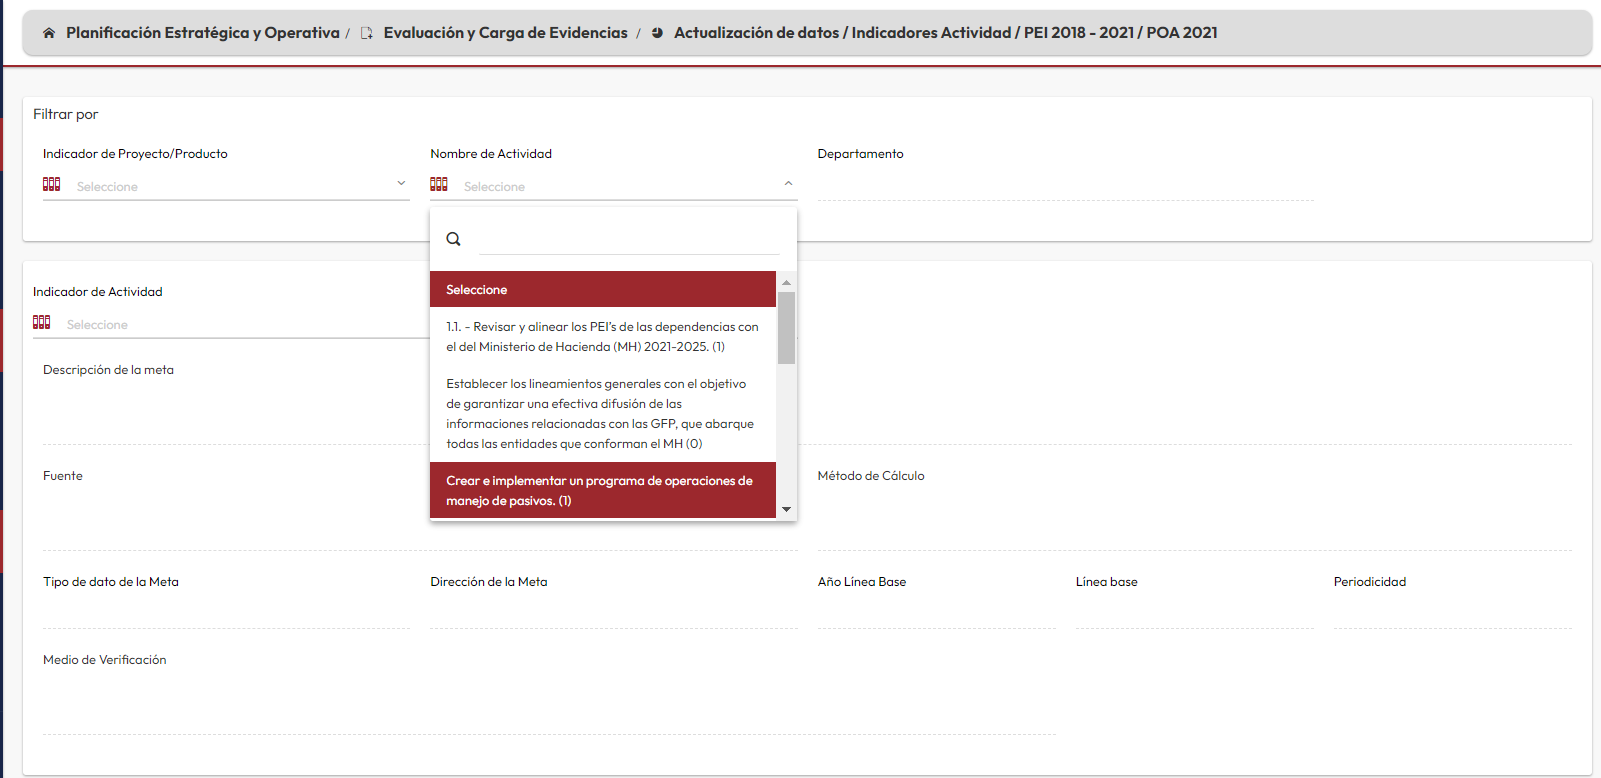 Planificación Estratégica y Operativa / Evaluación y Carga de Evidencias / Actualización de datos / Indicadores Actividad / PEI 2018 - 2021 / POA 2021
Filtrar por
Indicador de Proyecto/Producto
Nombre de Actividad
Departamento
Seleccione
Seleccione
Seleccione
1.1. - Revisar y alinear los PEI's de las dependencias con
el del Ministerio de Hacienda (MH) 2021-2025. (1)
Establecer los lineamientos generales con el objetivo
de garantizar una efectiva difusión de las
informaciones relacionadas con las GFP, que abarque
todas las entidades que conforman el MH (0)
Crear e implementar un programa de operaciones de
manejo de pasivos. (1)
Indicador de Actividad
Seleccione
Descripción de la meta
Fuente
Método de Cálculo
Tipo de dato de la Meta
Dirección de la Meta
Año Línea Base
Línea base
Periodicidad
Medio de Verificación